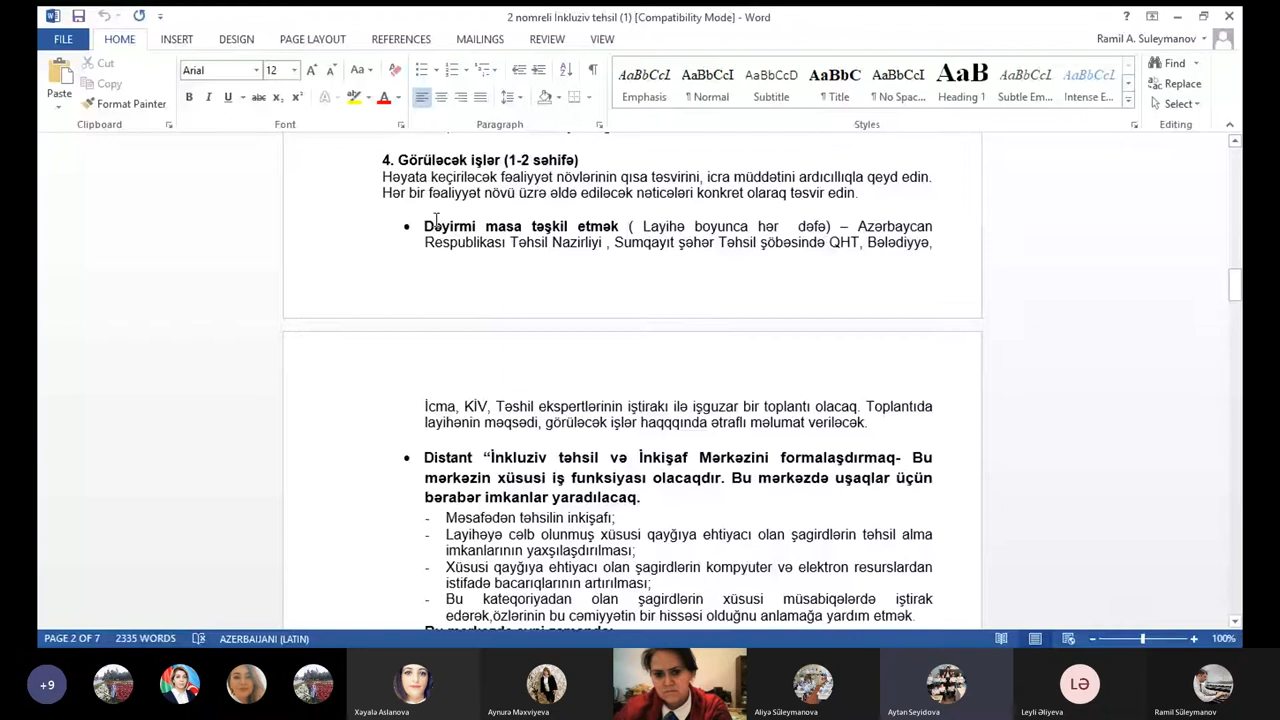 2 nomreli İnkluziv tehsil (1) [Compatibility Mode] - Word
FILE HOME INSERT DESIGN PAGE LAYOUT REFERENCES MAILINGS REVIEW VIEW
Ramil A. Suleymanov
Paste
Cut
Copy
Format Painter
Clipboard
Arial 12
Font
Paragraph
AaBbCcI Emphasis
AaBbCcI ¶ Normal
AaBbCcD Subtitle
AaBbC ¶ Title
AaBbCcI ¶ No Spac...
AaB Heading 1
AaBbCcI Subtle Em...
AaBbCcI Intense E...
Styles
Find
Replace
Select
Editing
4. Görüləcək işlər (1-2 səhifə)
Həyata keçiriləcək fəaliyyət növlərinin qısa təsvirini, icra müddətini ardıcıllıqla qeyd edin.
Hər bir fəaliyyət növü üzrə əldə ediləcək nəticələri konkret olaraq təsvir edin.
• Dəyirmi masa təşkil etmək ( Layihə boyunca hər dəfə) – Azərbaycan
Respublikası Təhsil Nazirliyi , Sumqayıt şəhər Təhsil şöbəsində QHT, Bələdiyyə,
İcma, KİV, Təshil ekspertlərinin iştirakı ilə işguzar bir toplantı olacaq. Toplantıda
layihənin məqsədi, görüləcək işlər haqqqında ətraflı məlumat veriləcək.
• Distant “İnkluziv təhsil və İnkişaf Mərkəzini formalaşdırmaq- Bu
mərkəzin xüsusi iş funksiyası olacaqdır. Bu mərkəzdə uşaqlar üçün
bərabər imkanlar yaradılacaq.
- Məsafədən təhsilin inkişafı;
- Layihəyə cəlb olunmuş xüsusi qayğıya ehtiyacı olan şagirdlərin təhsil alma
imkanlarının yaxşılaşdırılması;
- Xüsusi qayğıya ehtiyacı olan şagirdlərin kompyuter və elektron resurslardan
istifadə bacarıqlarının artırılması;
- Bu kateqoriyadan olan şagirdlərin xüsusi müsabiqələrdə iştirak
edərək,özlərinin bu cəmiyyətin bir hissəsi olduğnu anlamağa yardım etmək.
PAGE 2 OF 7 2335 WORDS AZERBAIJANI (LATIN) 100%
+9
Xəyalə Aslanova
Aynurə Məxviyeva
Aliyə Süleymanova
Aytən Seyidova
LƏ
Leyli Əliyeva
Ramil Süleymanov